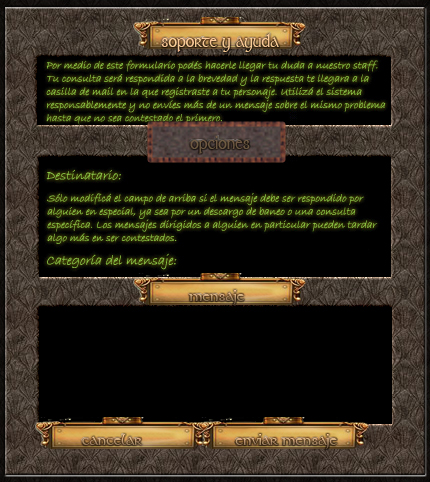 soporte y ayuda
Por medio de este formulario podés hacerle llegar tu duda a nuestro staff.
Tu consulta será respondida a la brevedad y la respuesta te llegara a la
casilla de mail en la que registraste a tu personaje. Utilizá el sistema
responsablemente y no envíes más de un mensaje sobre el mismo problema
hasta que no sea contestado el primero.
opciones
Destinatario:
Sólo modificá el campo de arriba si el mensaje debe ser respondido por
alguien en especial, ya sea por un descargo de baneo o una consulta
específica. Los mensajes dirigidos a alguien en particular pueden tardar
algo más en ser contestados.
Categoría del mensaje:
mensaje
cancelar
enviar mensaje